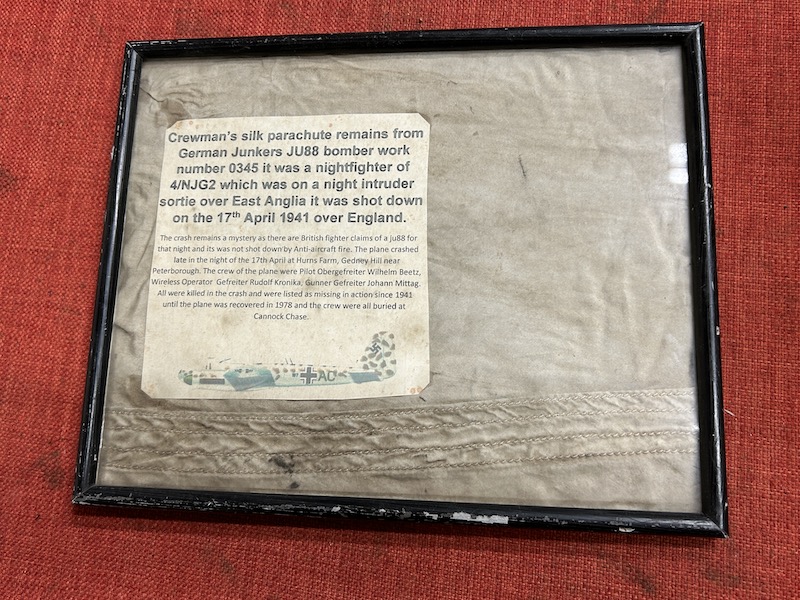 Crewman's silk parachute remains from
German Junkers JU88 bomber work
number 0345 it was a nightfighter of
4/NJG2 which was on a night intruder
sortie over East Anglia it was shot down
on the 17th April 1941 over England.
The crash remains a mystery as there are British fighter claims of a ju88 for
that night and its was not shot down by Anti-aircraft fire. The plane crashed
late in the night of the 17th April at Hurns Farm, Gedney Hill near
Peterborough. The crew of the plane were Pilot Obergefreiter Wilhelm Beetz,
Wireless Operator Gefreiter Rudolf Kronika, Gunner Gefreiter Johann Mittag.
All were killed in the crash and were listed as missing in action since 1941
until the plane was recovered in 1978 and the crew were all buried at
Cannock Chase.